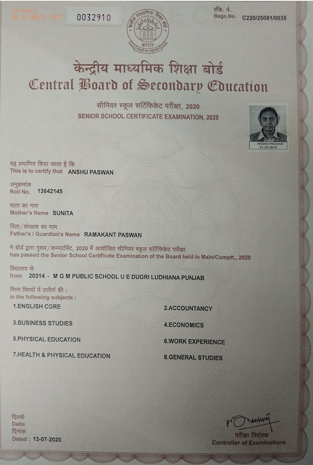 0032910
पंजि. सं.
Regn.No. C220/25081/0035
केन्द्रीय माध्यमिक शिक्षा बोर्ड
Central Board of Secondary Education
सीनियर स्कूल सर्टिफिकेट परीक्षा, 2020
SENIOR SCHOOL CERTIFICATE EXAMINATION, 2020
यह प्रमाणित किया जाता है कि
This is to certify that ANSHU PASWAN
अनुक्रमांक
Roll No. 13642145
माता का नाम
Mother's Name SUNITA
पिता/संरक्षक का नाम
Father's / Guardian's Name RAMAKANT PASWAN
ने बोर्ड द्वारा मुख्य/कम्पार्टमेंट, 2020 में आयोजित सीनियर स्कूल सर्टिफिकेट परीक्षा
has passed the Senior School Certificate Examination of the Board held in Main/Comptt., 2020
विद्यालय से
from 20314 - M G M PUBLIC SCHOOL U E DUGRI LUDHIANA PUNJAB
जिन विषयों में उत्तीर्ण की :
in the following subjects :
1.ENGLISH CORE 2.ACCOUNTANCY
3.BUSINESS STUDIES 4.ECONOMICS
5.PHYSICAL EDUCATION 6.WORK EXPERIENCE
7.HEALTH & PHYSICAL EDUCATION 8.GENERAL STUDIES
दिल्ली
Delhi
दिनांक
Dated : 13-07-2020
परीक्षा नियंत्रक
Controller of Examinations